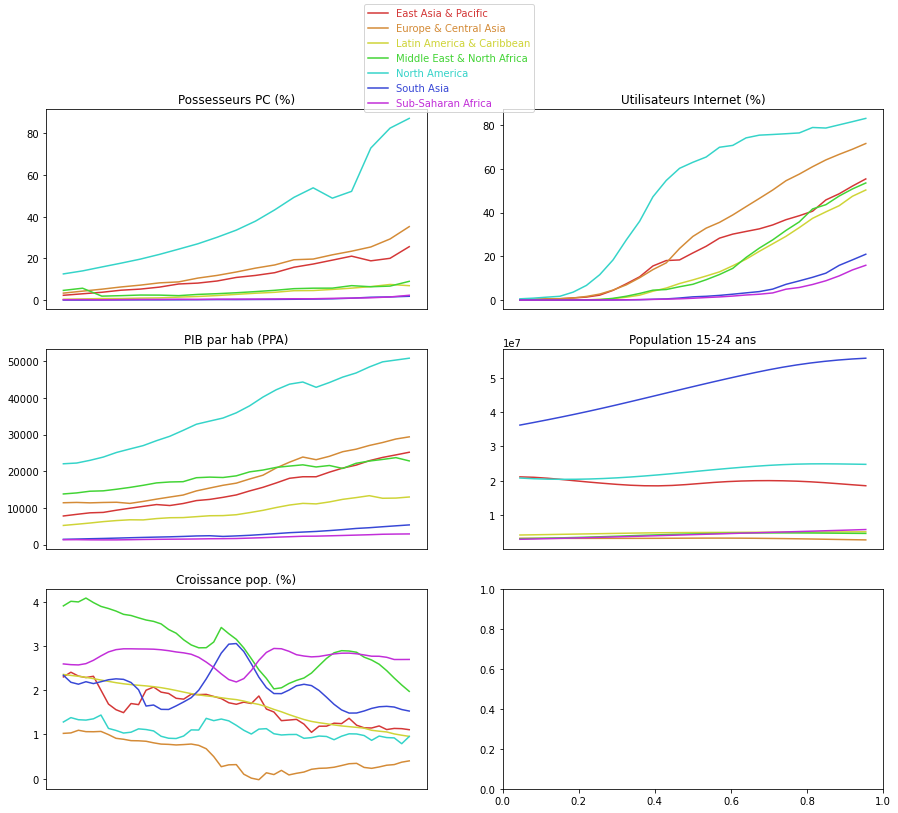 East Asia & Pacific
Europe & Central Asia
Latin America & Caribbean
Middle East & North Africa
North America
South Asia
Sub-Saharan Africa
Possesseurs PC (%)
80
60
40
20
0
Utilisateurs Internet (%)
80
60
40
20
0
PIB par hab (PPA)
50000
40000
30000
20000
10000
0
1e7
Population 15-24 ans
5
4
3
2
1
Croissance pop. (%)
4
3
2
1
0
1.0
0.8
0.6
0.4
0.2
0.0
0.0 0.2 0.4 0.6 0.8 1.0